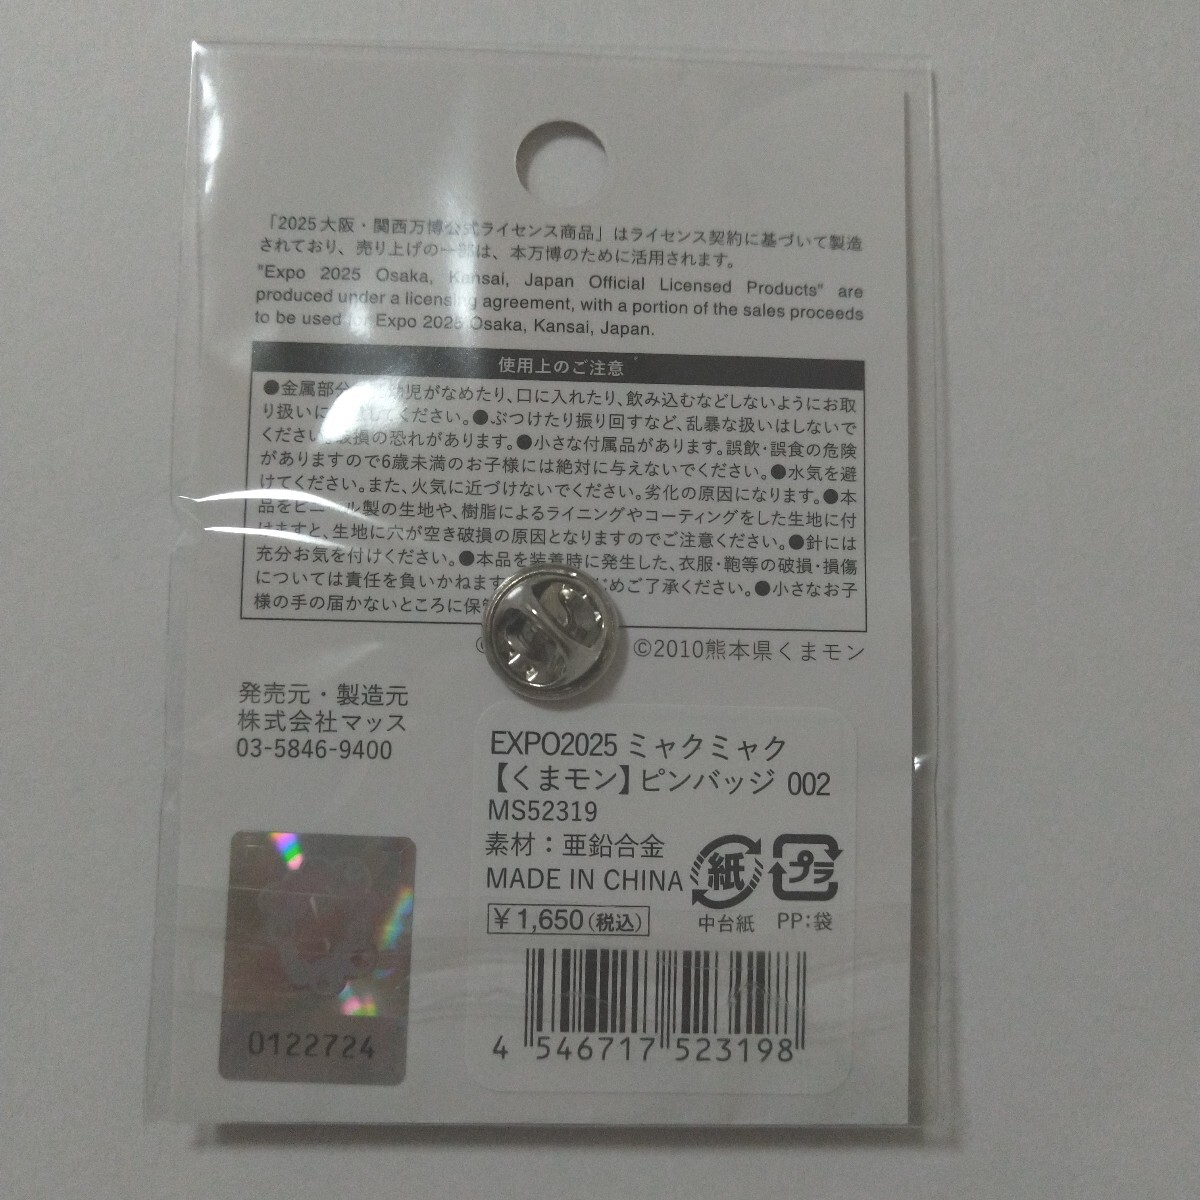 「2025大阪・関西万博公式ライセンス商品」はライセンス契約に基づいて製造
されており、売り上げの一部は、本万博のために活用されます。
"Expo 2025 Osaka, Kansai, Japan Official Licensed Products" are
produced under a licensing agreement, with a portion of the sales proceeds
to be used for Expo 2025 Osaka, Kansai, Japan.
使用上のご注意
●金属部分 幼児がなめたり、口に入れたり、飲み込むなどしないようにお取
り扱いに してください。●ぶつけたり振り回すなど、乱暴な扱いはしないで
ください。破損の恐れがあります。●小さな付属品があります。誤飲・誤食の危険
がありますので6歳未満のお子様には絶対に与えないでください。●水気を避
けてください。また、火気に近づけないでください。劣化の原因になります。●本
品をビニール製の生地や、樹脂によるライニングやコーティングをした生地に付
けますと、生地に穴が空き破損の原因となりますのでご注意ください。●針には
充分お気を付けください。●本品を装着時に発生した、衣服・鞄等の破損・損傷
については責任を負いかねます じめご了承ください。●小さなお子
様の手の届かないところに保
©2010熊本県くまモン
発売元・製造元
株式会社マッス
03-5846-9400
EXPO2025 ミャクミャク
【くまモン】ピンバッジ 002
MS52319
素材：亜鉛合金
MADE IN CHINA
¥1,650(税込)
紙
中台紙
プラ
PP:袋
0122724
4 546717 523198